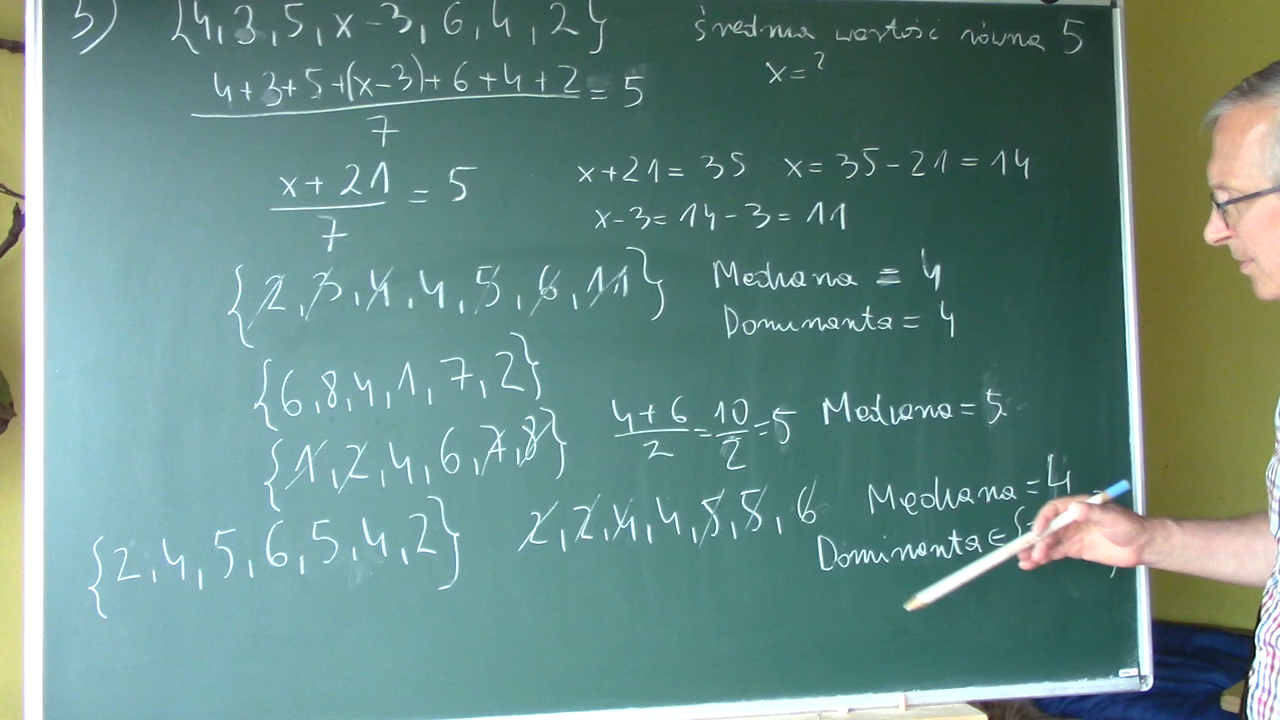 3) {4,3,5,x-3,6,4,2} średnia wartość równa 5
x=?
4+3+5+(x-3)+6+4+2 = 5
7
x+21 = 5
7
x+21=35 x=35-21=14
x-3=14-3=11
{2,3,4,4,5,6,11} Mediana = 4
Dominanta = 4
{6,8,4,1,7,2}
{1,2,4,6,7,8} 4+6/2=10/2=5 Mediana=5
{2,4,5,6,5,4,2} 2,2,4,4,5,5,6 Mediana=4
Dominanta ∈ {